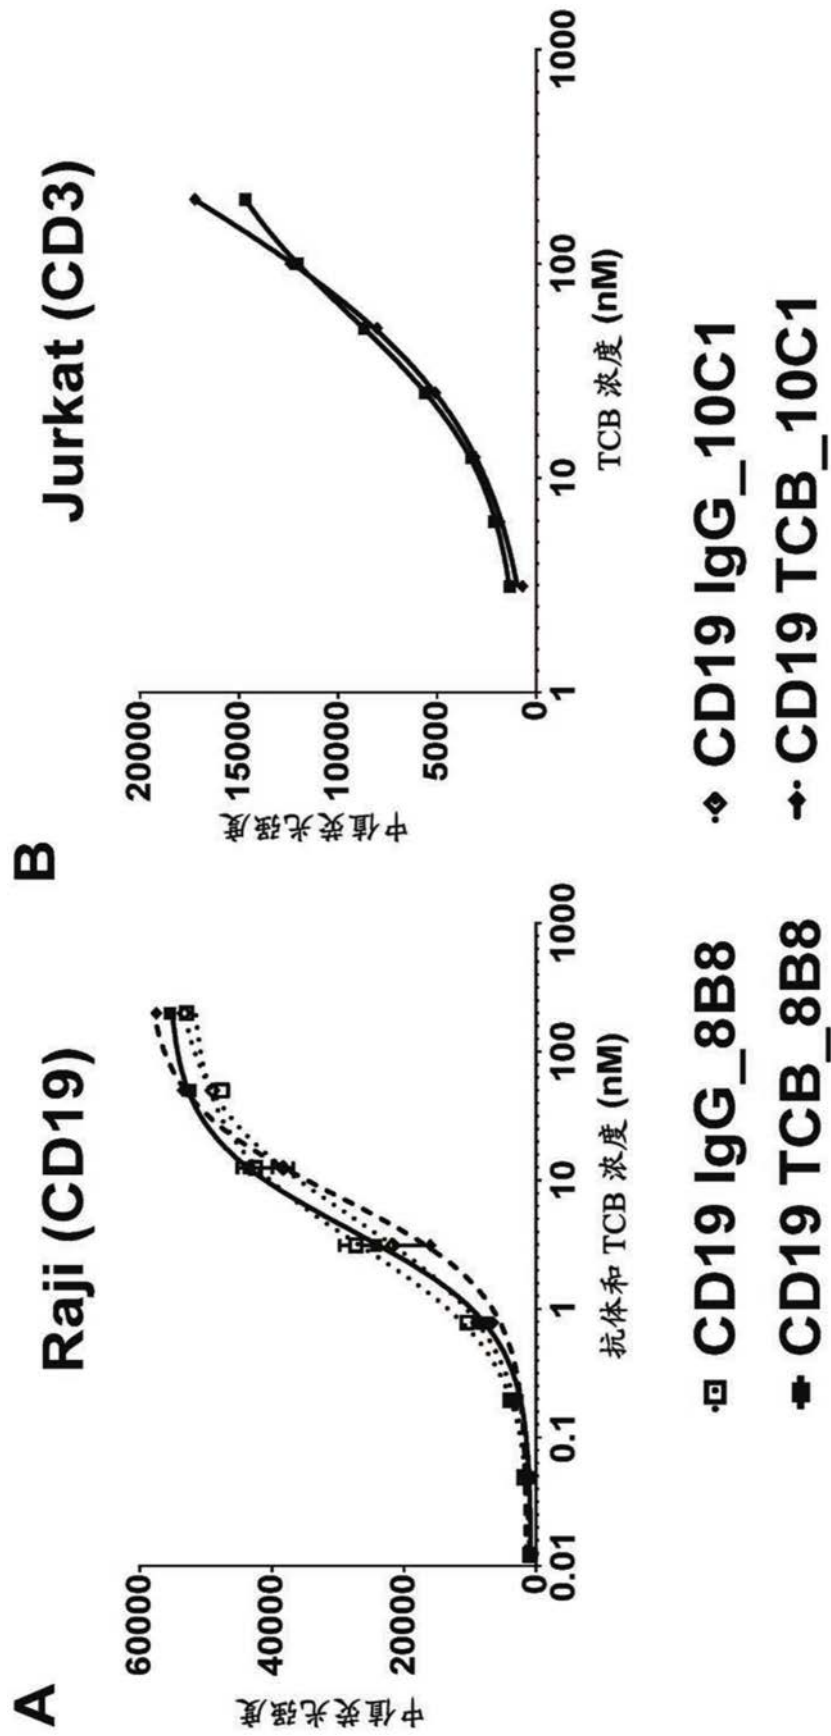 A
Raji (CD19)
中值荧光强度
60000
40000
20000
0
0.01
0.1
1
10
100
1000
抗体和 TCB 浓度 (nM)
B
Jurkat (CD3)
中值荧光强度
20000
15000
10000
5000
0
1
10
100
1000
TCB 浓度 (nM)
CD19 IgG_8B8
CD19 IgG_10C1
CD19 TCB_8B8
CD19 TCB_10C1